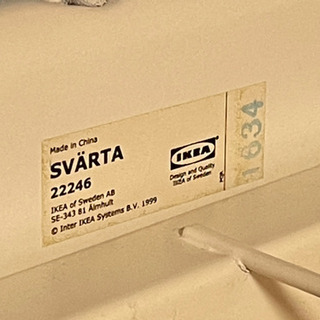 Made in China
SVÄRTA
22246
IKEA of Sweden AB
SE-343 81 Älmhult
© Inter IKEA Systems B.V. 1999
IKEA
Design and Quality
IKEA of Sweden
1634